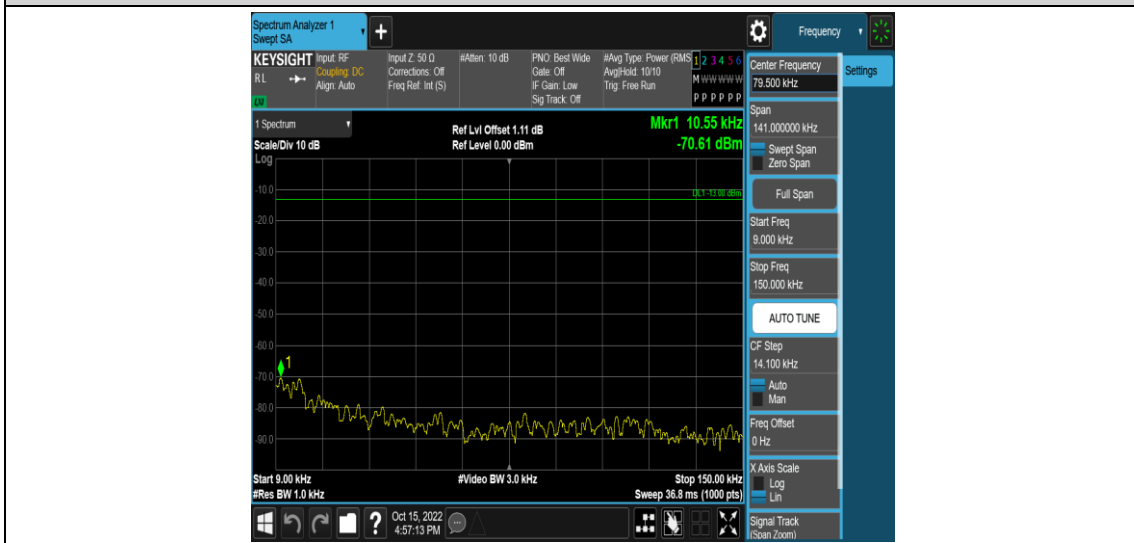 Spectrum Analyzer 1
Swept SA
+
Frequency
KEYSIGHT
RL
LXI
Input: RF
Coupling: DC
Align: Auto
Input Z: 50 Ω
Corrections: Off
Freq Ref: Int (S)
#Atten: 10 dB
PNO: Best Wide
Gate: Off
IF Gain: Low
Sig Track: Off
#Avg Type: Power (RMS
Avg|Hold: 10/10
Trig: Free Run
1 2 3 4 5 6
M W W W W W
P P P P P P
1 Spectrum
Scale/Div 10 dB
Log
Ref Lvl Offset 1.11 dB
Ref Level 0.00 dBm
Mkr1 10.55 kHz
-70.61 dBm
DL1 -13.00 dBm
-10.0
-20.0
-30.0
-40.0
-50.0
-60.0
-70.0
-80.0
-90.0
1
Start 9.00 kHz
#Res BW 1.0 kHz
#Video BW 3.0 kHz
Stop 150.00 kHz
Sweep 36.8 ms (1000 pts)
Center Frequency
79.500 kHz
Settings
Span
141.000000 kHz
Swept Span
Zero Span
Full Span
Start Freq
9.000 kHz
Stop Freq
150.000 kHz
AUTO TUNE
CF Step
14.100 kHz
Auto
Man
Freq Offset
0 Hz
X Axis Scale
Log
Lin
Signal Track
(Span Zoom)
?
Oct 15, 2022
4:57:13 PM